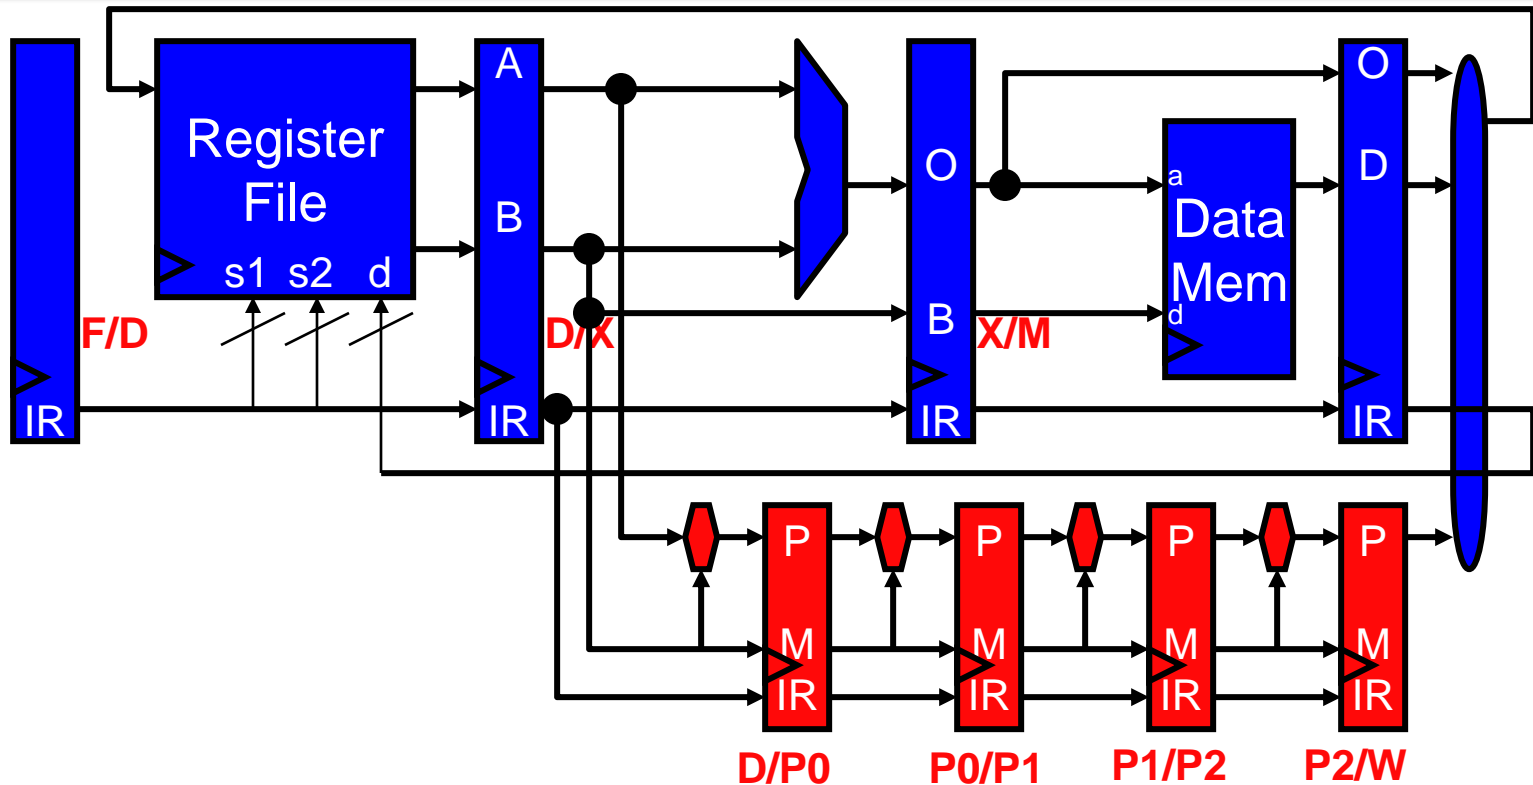 A
O
Register
File
O
D
B
a
Data
Mem
d
s1 s2 d
F/D
D/X
B
X/M
IR
IR
IR
IR
P
P
P
P
M
M
M
M
IR
IR
IR
IR
D/P0
P0/P1
P1/P2
P2/W